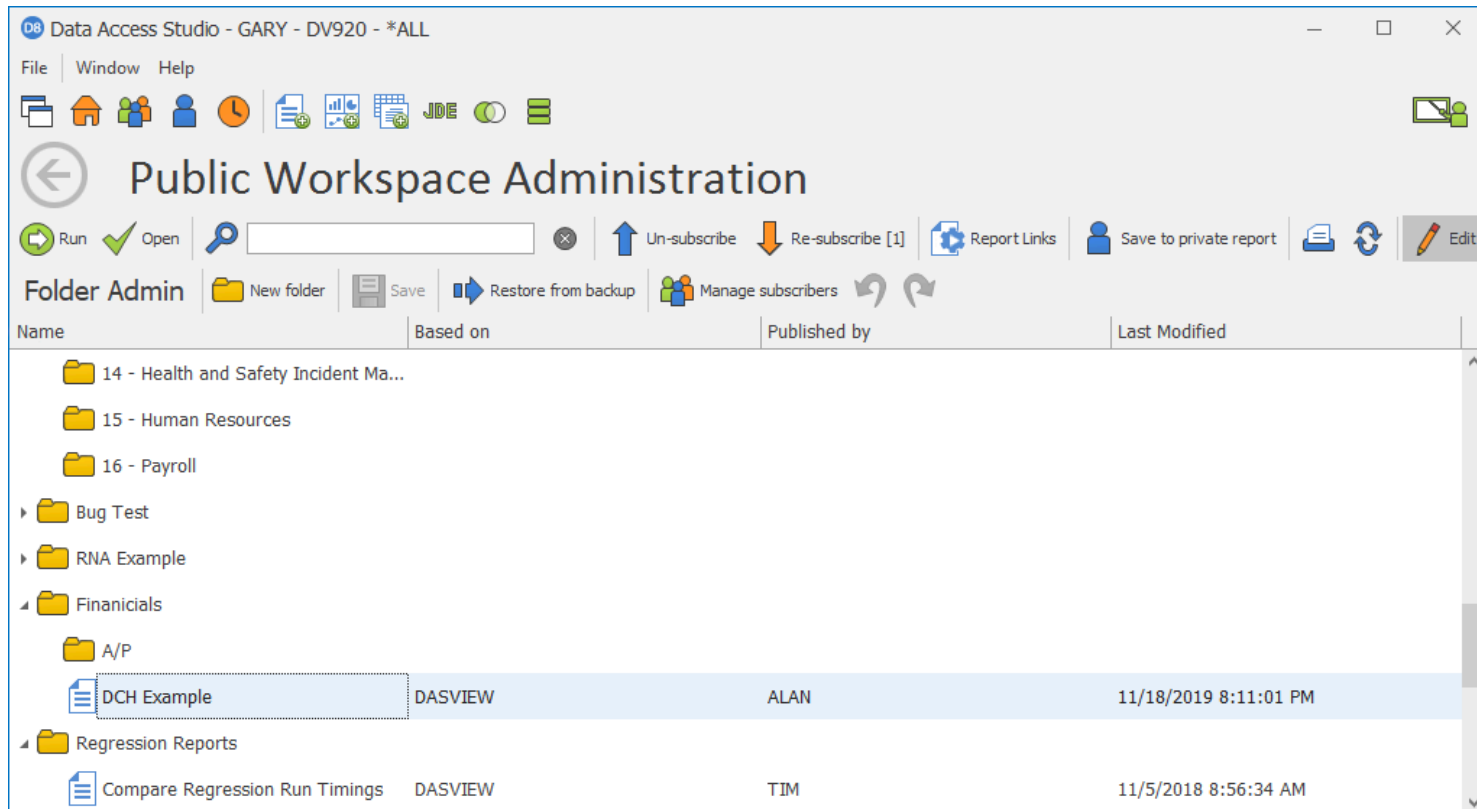 D8 Data Access Studio - GARY - DV920 - *ALL
File Window Help
JDE
Public Workspace Administration
Run Open Un-subscribe Re-subscribe [1] Report Links Save to private report Edit
Folder Admin New folder Save Restore from backup Manage subscribers
Name Based on Published by Last Modified
14 - Health and Safety Incident Ma...
15 - Human Resources
16 - Payroll
Bug Test
RNA Example
Finanicials
A/P
DCH Example DASVIEW ALAN 11/18/2019 8:11:01 PM
Regression Reports
Compare Regression Run Timings DASVIEW TIM 11/5/2018 8:56:34 AM